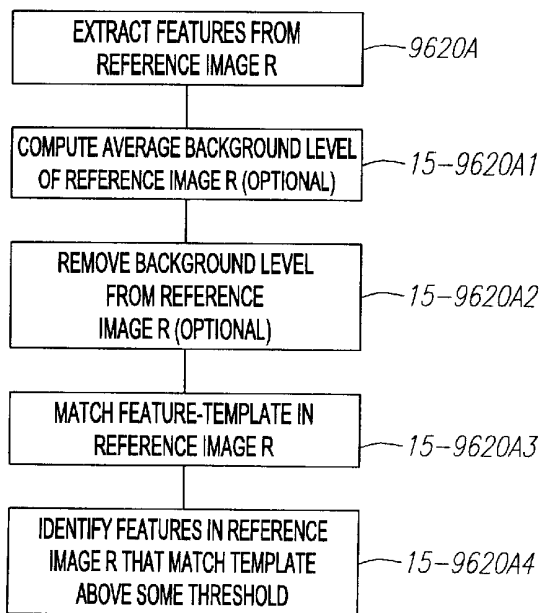 EXTRACT FEATURES FROM
REFERENCE IMAGE R
9620A
COMPUTE AVERAGE BACKGROUND LEVEL
OF REFERENCE IMAGE R (OPTIONAL)
15-9620A1
REMOVE BACKGROUND LEVEL
FROM REFERENCE
IMAGE R (OPTIONAL)
15-9620A2
MATCH FEATURE-TEMPLATE IN
REFERENCE IMAGE R
15-9620A3
IDENTIFY FEATURES IN REFERENCE
IMAGE R THAT MATCH TEMPLATE
ABOVE SOME THRESHOLD
15-9620A4